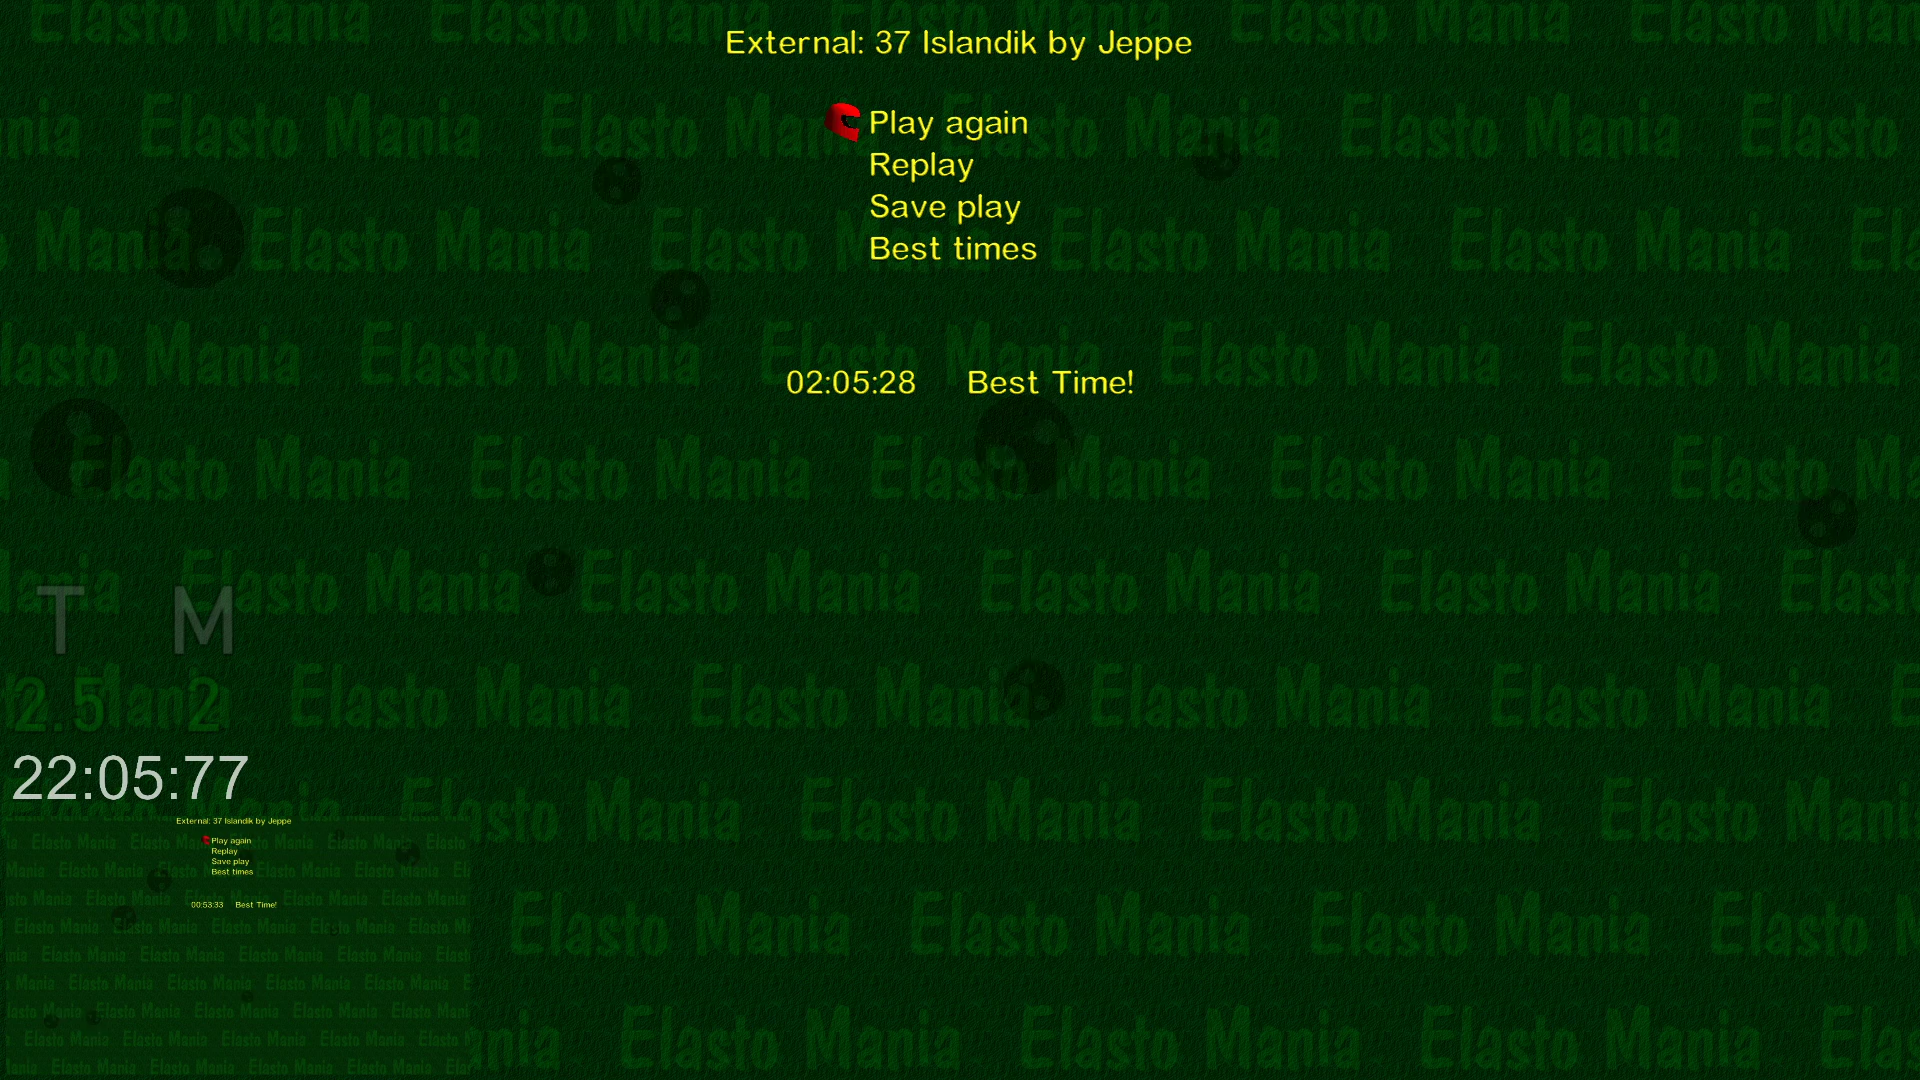 External: 37 Islandik by Jeppe
Play again
Replay
Save play
Best times
02:05:28 Best Time!
T M
2.5 2
22:05:77
External: 37 Islandik by Jeppe
Play again
Replay
Save play
Best times
00:53:33 Best Time!
Elasto Mania